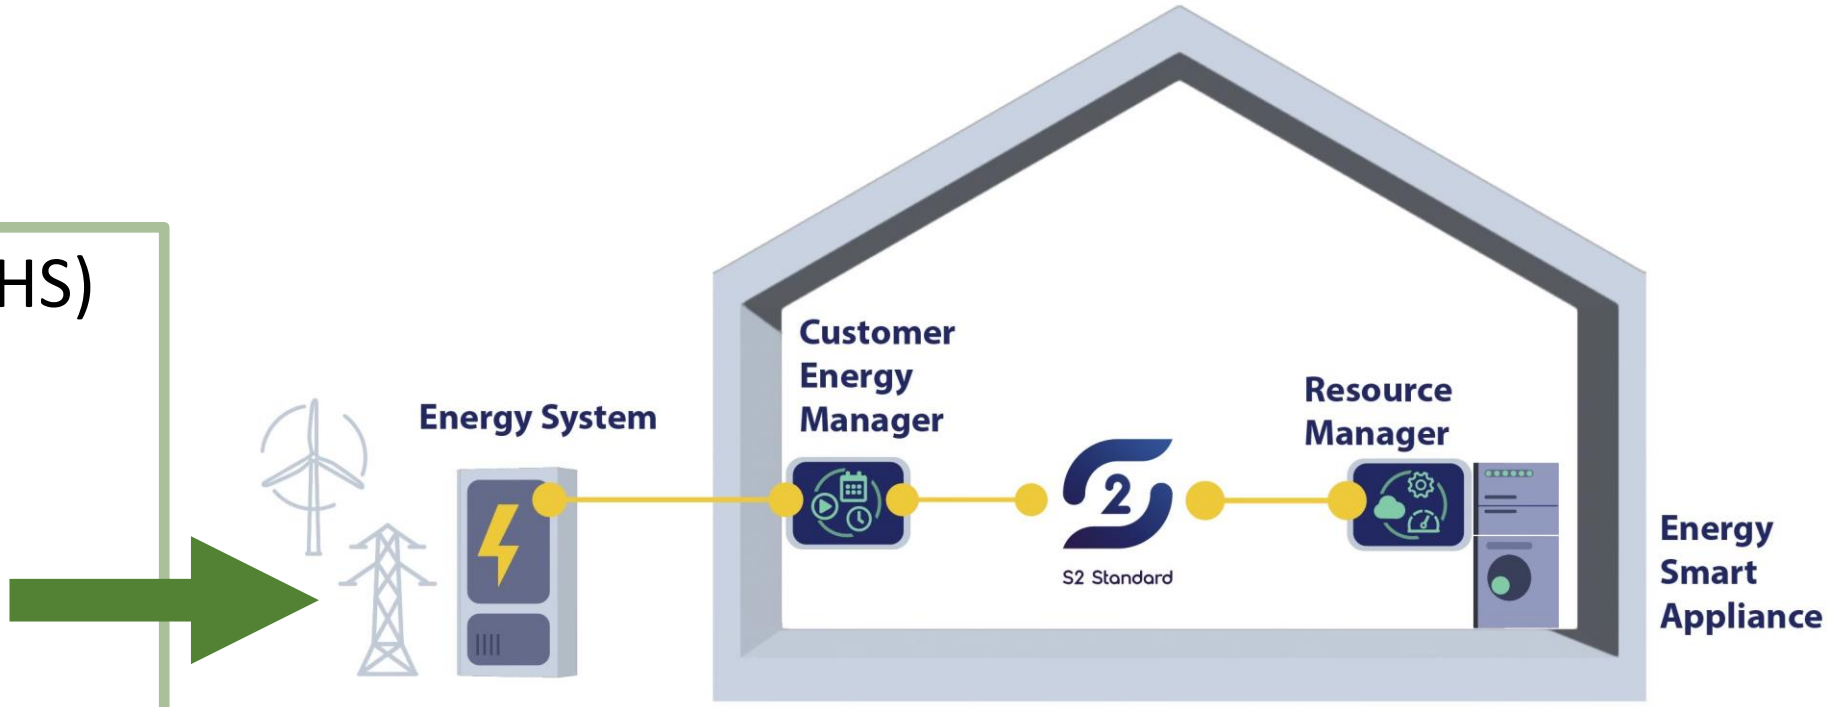 HS)
Energy System
Customer
Energy
Manager
2
S2 Standard
Resource
Manager
Energy
Smart
Appliance